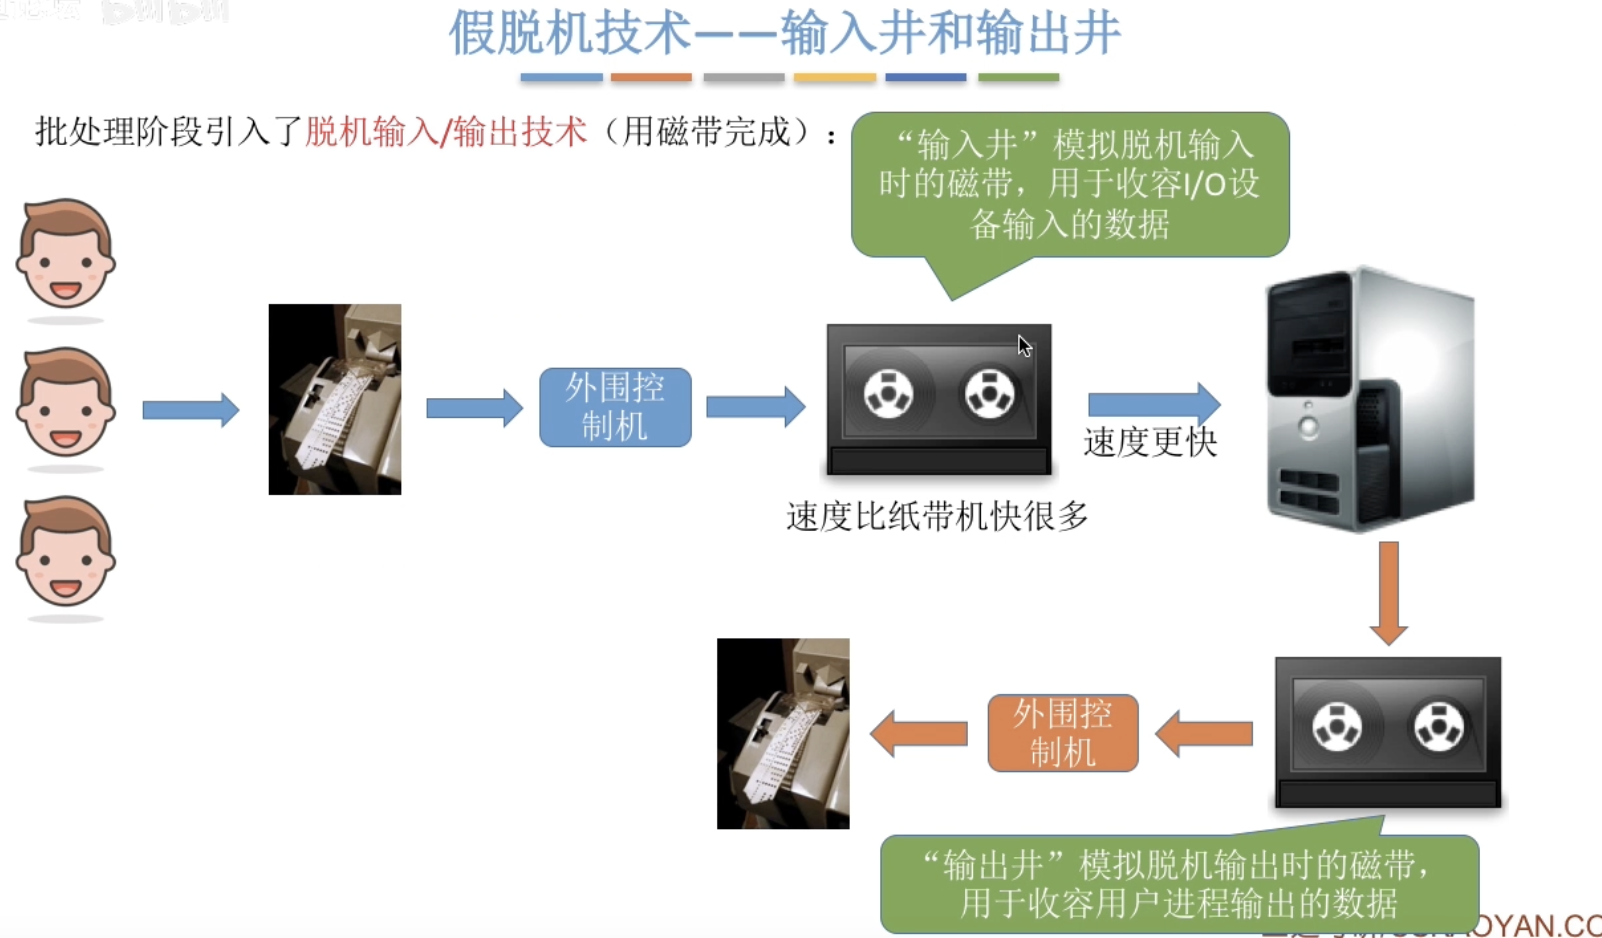 假脱机技术——输入井和输出井
批处理阶段引入了脱机输入/输出技术（用磁带完成）：
“输入井”模拟脱机输入
时的磁带，用于收容I/O设
备输入的数据
外围控
制机
速度更快
速度比纸带机快很多
外围控
制机
“输出井”模拟脱机输出时的磁带，
用于收容用户进程输出的数据